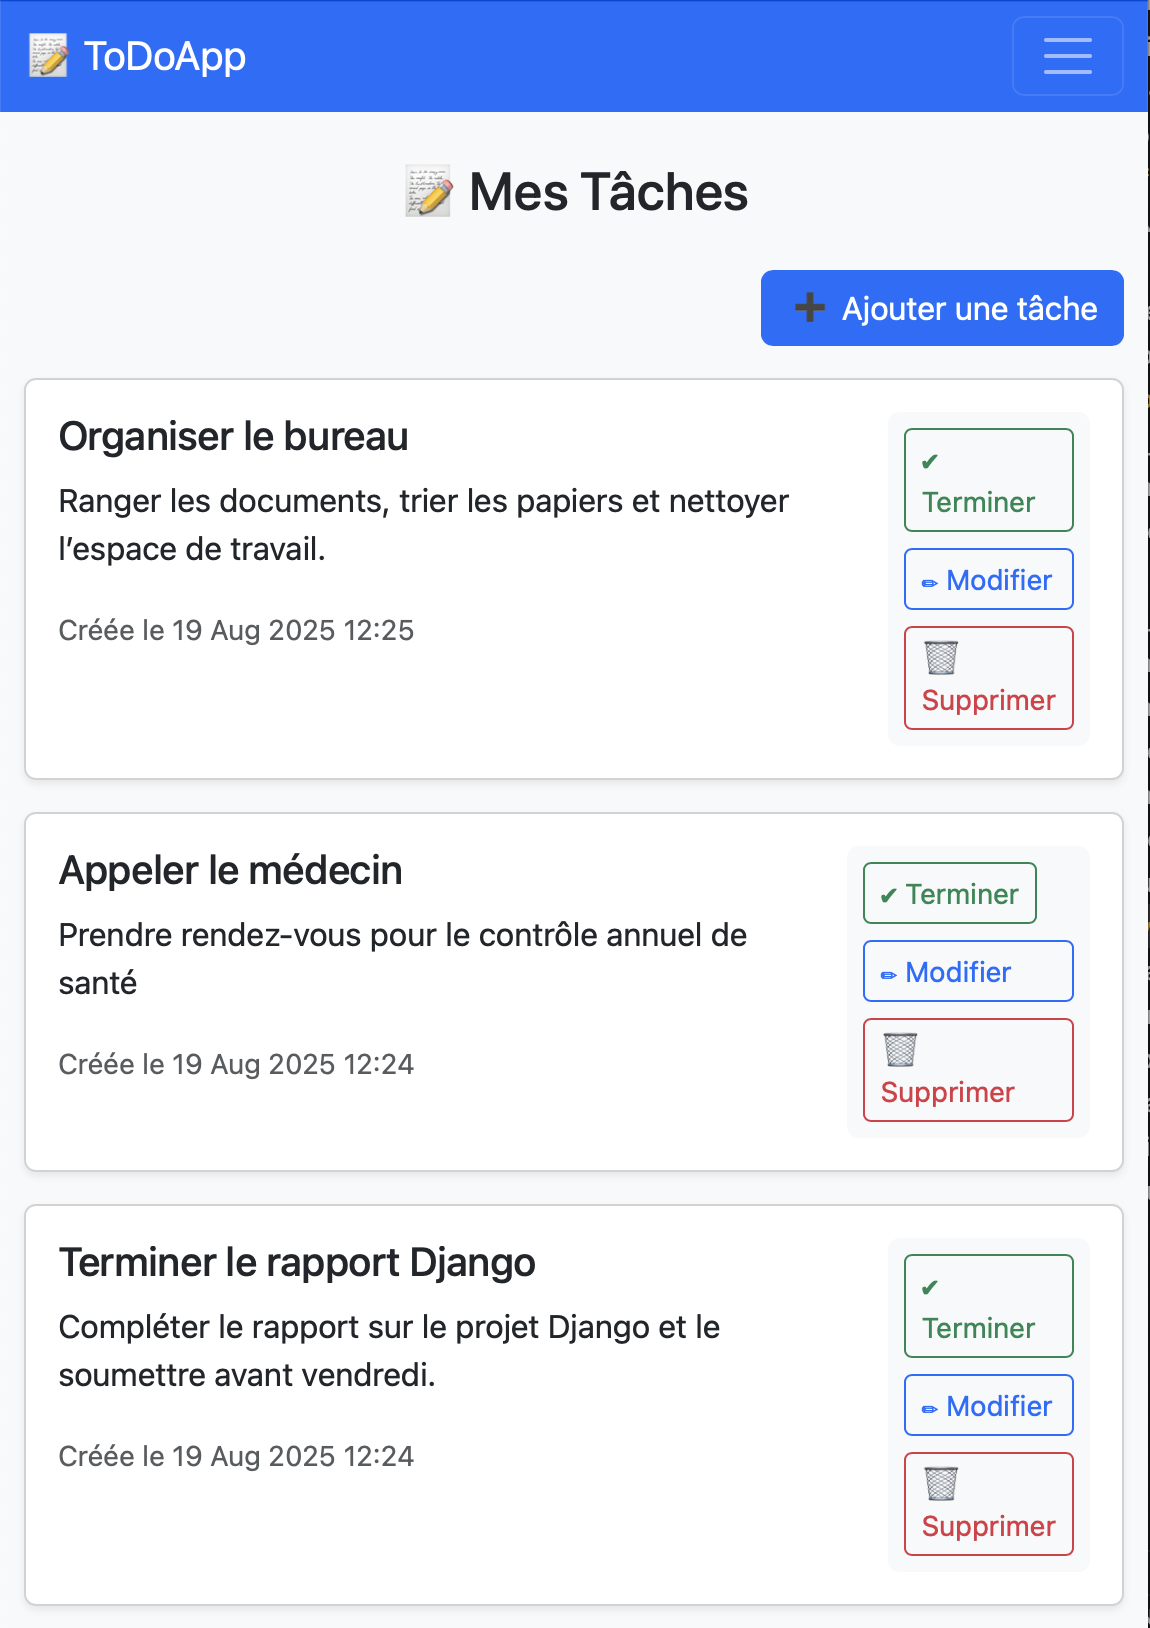 ToDoApp
Mes Tâches
➕ Ajouter une tâche
Organiser le bureau
Ranger les documents, trier les papiers et nettoyer
l’espace de travail.
Créée le 19 Aug 2025 12:25
✔
Terminer
✏ Modifier
🗑
Supprimer
Appeler le médecin
Prendre rendez-vous pour le contrôle annuel de
santé
Créée le 19 Aug 2025 12:24
✔ Terminer
✏ Modifier
🗑
Supprimer
Terminer le rapport Django
Compléter le rapport sur le projet Django et le
soumettre avant vendredi.
Créée le 19 Aug 2025 12:24
✔
Terminer
✏ Modifier
🗑
Supprimer